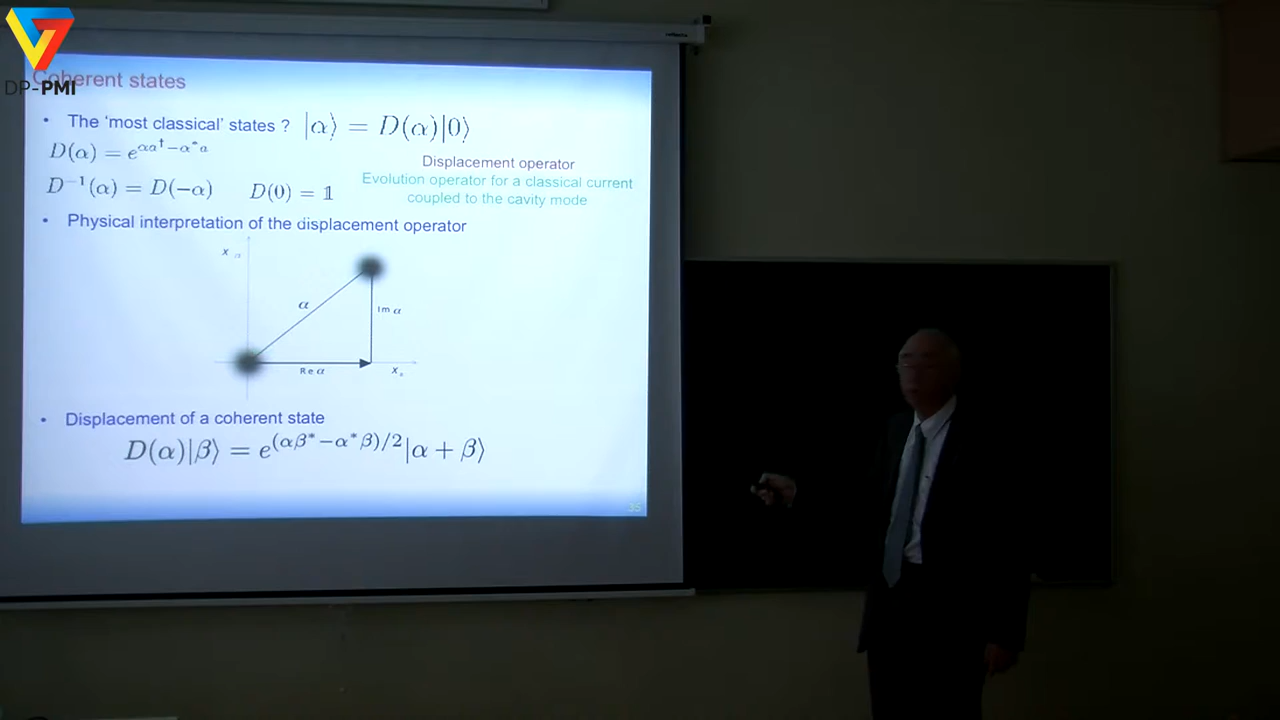 DP-PMI
Coherent states
• The ‘most classical’ states ? |α⟩ = D(α)|0⟩
D(α) = e^{αa† − α*a}
Displacement operator
Evolution operator for a classical current
coupled to the cavity mode
D⁻¹(α) = D(−α) D(0) = 𝟙
• Physical interpretation of the displacement operator
X
α
Im α
Re α
X
• Displacement of a coherent state
D(α)|β⟩ = e^{(αβ* − α*β)/2}|α + β⟩
35